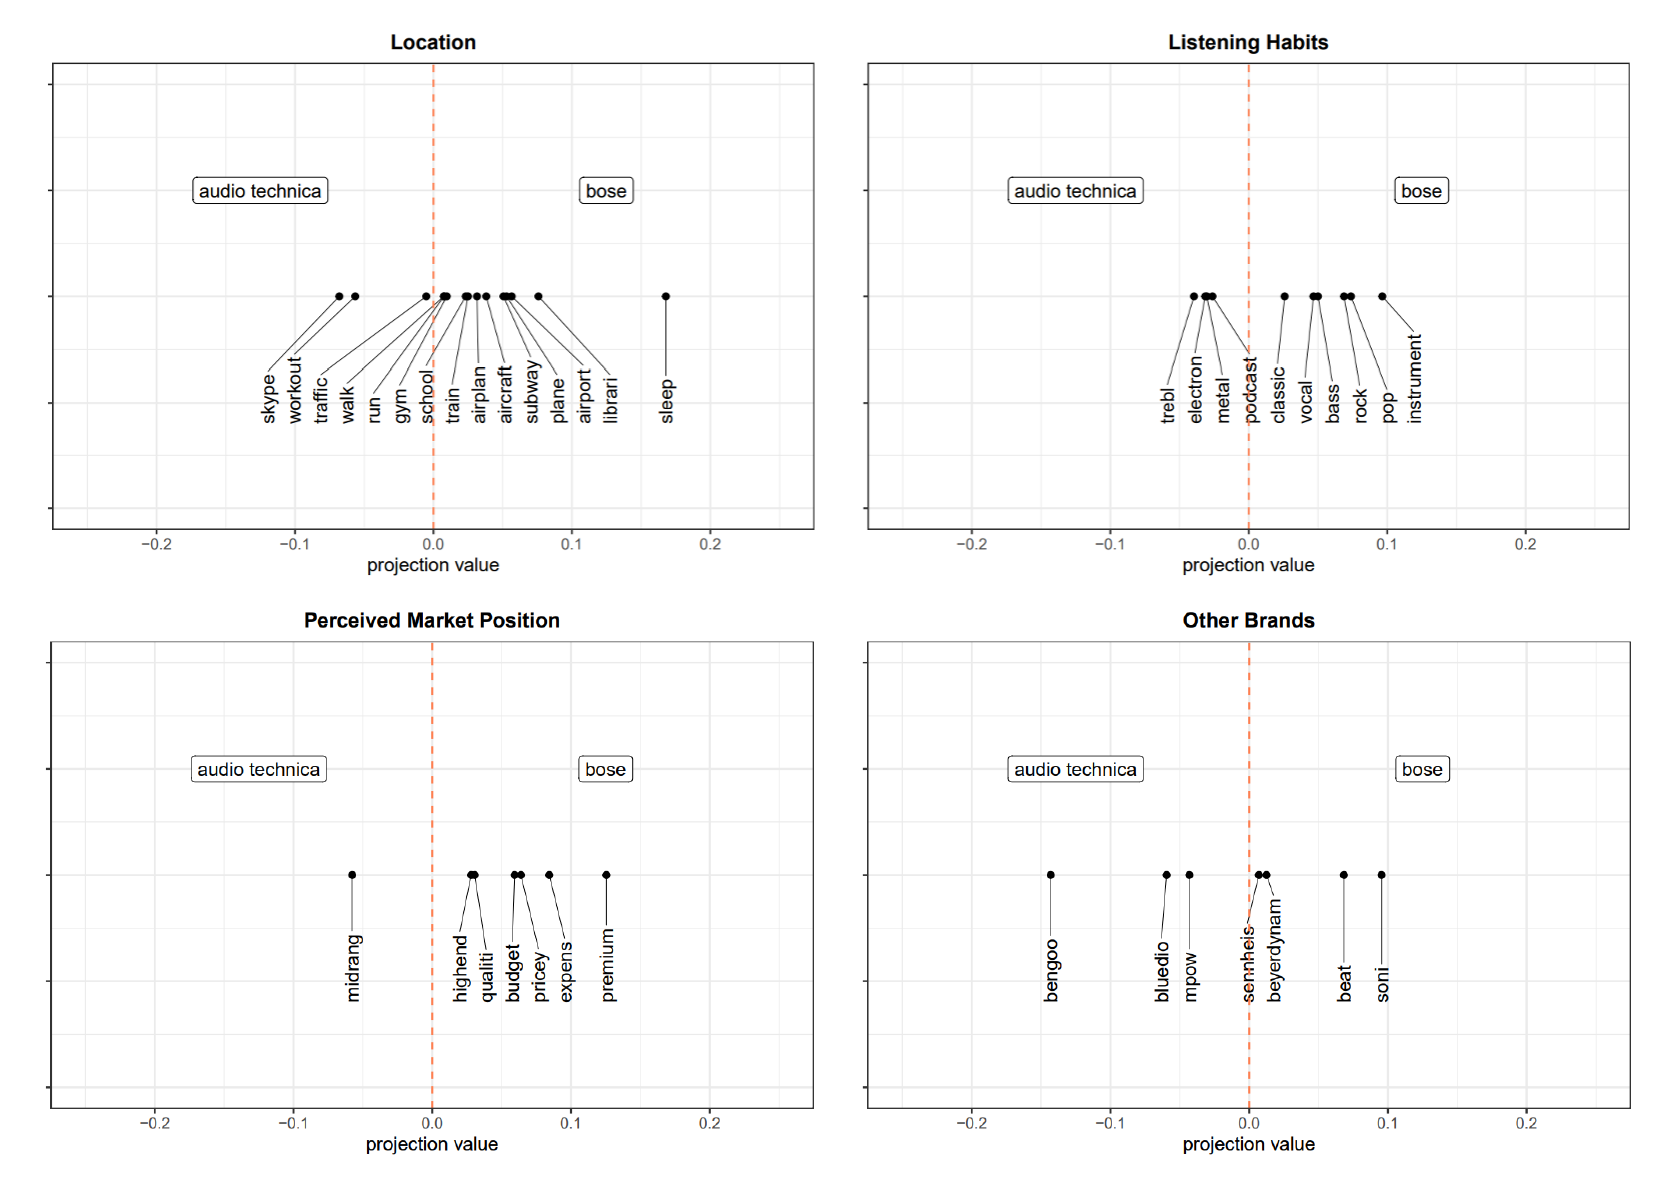 Location
audio technica
bose
skype
workout
traffic
walk
run
gym
school
train
airplan
aircraft
subway
plane
airport
librari
sleep
−0.2
−0.1
0.0
0.1
0.2
projection value
Listening Habits
audio technica
bose
trebl
electron
metal
podcast
classic
vocal
bass
rock
pop
instrument
−0.2
−0.1
0.0
0.1
0.2
projection value
Perceived Market Position
audio technica
bose
midrang
highend
qualiti
budget
pricey
expens
premium
−0.2
−0.1
0.0
0.1
0.2
projection value
Other Brands
audio technica
bose
bengoo
bluedio
mpow
sennheis
beyerdynam
beat
soni
−0.2
−0.1
0.0
0.1
0.2
projection value